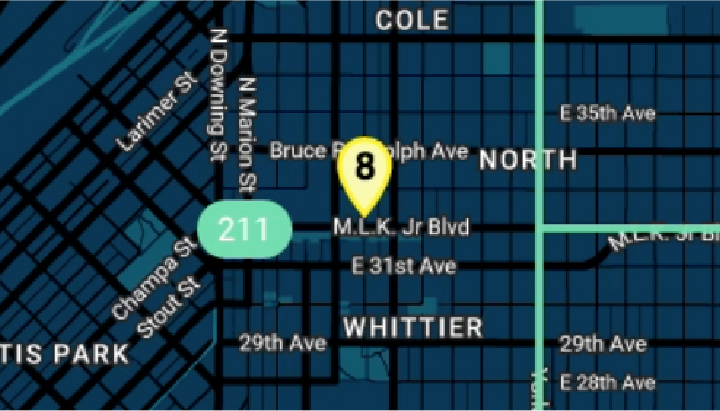 COLE
N Downing St
N Marion St
Larimer St
E 35th Ave
8
Bruce
olph Ave
NORTH
211
M.L.K. Jr Blvd
E 31st Ave
Champa St
Stout St
WHITTIER
29th Ave
29th Ave
TIS PARK
E 28th Ave